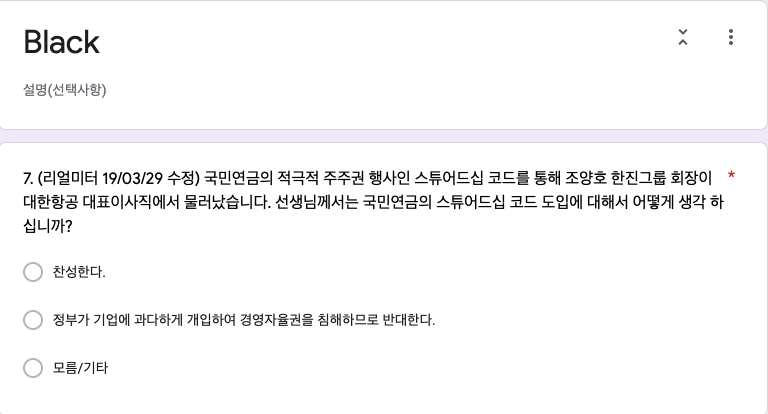 Black
설명(선택사항)
7. (리얼미터 19/03/29 수정) 국민연금의 적극적 주주권 행사인 스튜어드십 코드를 통해 조양호 한진그룹 회장이 *
대한항공 대표이사직에서 물러났습니다. 선생님께서는 국민연금의 스튜어드십 코드 도입에 대해서 어떻게 생각 하
십니까?
찬성한다.
정부가 기업에 과다하게 개입하여 경영자율권을 침해하므로 반대한다.
모름/기타